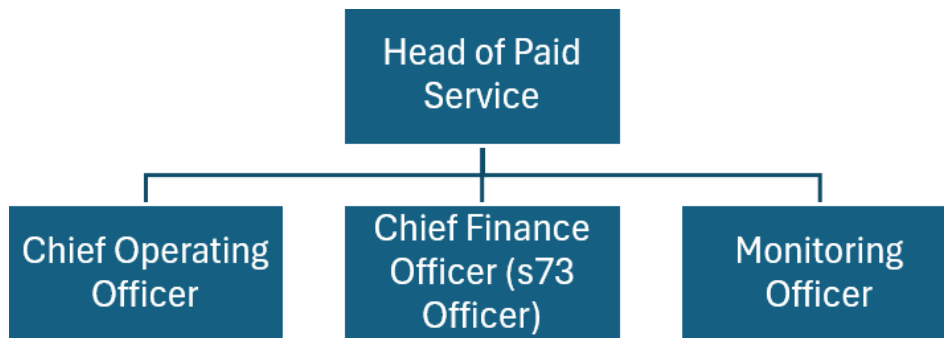 Head of Paid
Service
Chief Operating
Officer
Chief Finance
Officer (s73
Officer)
Monitoring
Officer